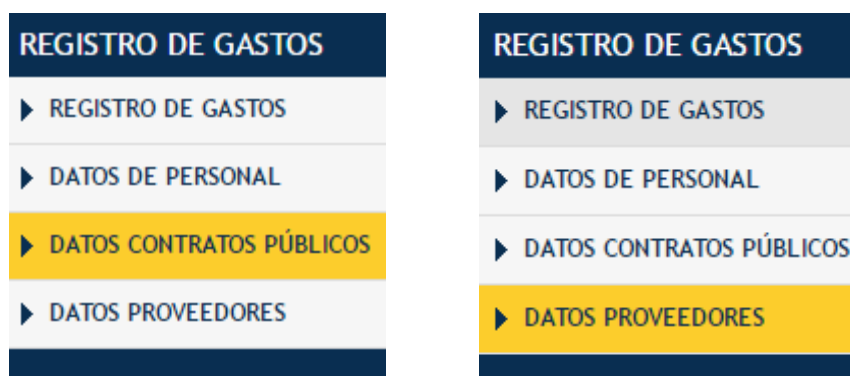 REGISTRO DE GASTOS
REGISTRO DE GASTOS
DATOS DE PERSONAL
DATOS CONTRATOS PÚBLICOS
DATOS PROVEEDORES
REGISTRO DE GASTOS
REGISTRO DE GASTOS
DATOS DE PERSONAL
DATOS CONTRATOS PÚBLICOS
DATOS PROVEEDORES